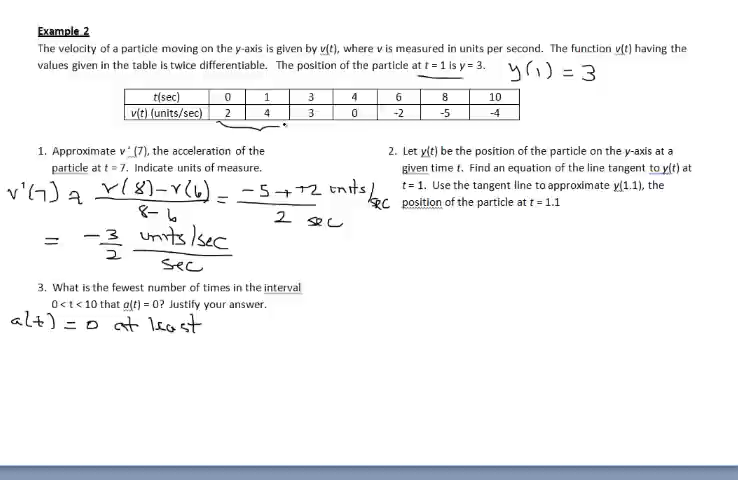 Example 2
The velocity of a particle moving on the y-axis is given by v(t), where v is measured in units per second. The function v(t) having the
values given in the table is twice differentiable. The position of the particle at t = 1 is y = 3. y(1) = 3
t(sec) 0 1 3 4 6 8 10
v(t) (units/sec) 2 4 3 0 -2 -5 -4
1. Approximate v'(7), the acceleration of the
particle at t = 7. Indicate units of measure.
v'(7) ≈ v(8)-v(6) / 8-6 = -5 + +2 / 2 units/sec / sec
= -3/2 units/sec / sec
3. What is the fewest number of times in the interval
0 < t < 10 that a(t) = 0? Justify your answer.
a(t) = 0 at least
2. Let y(t) be the position of the particle on the y-axis at a
given time t. Find an equation of the line tangent to y(t) at
t = 1. Use the tangent line to approximate y(1.1), the
position of the particle at t = 1.1